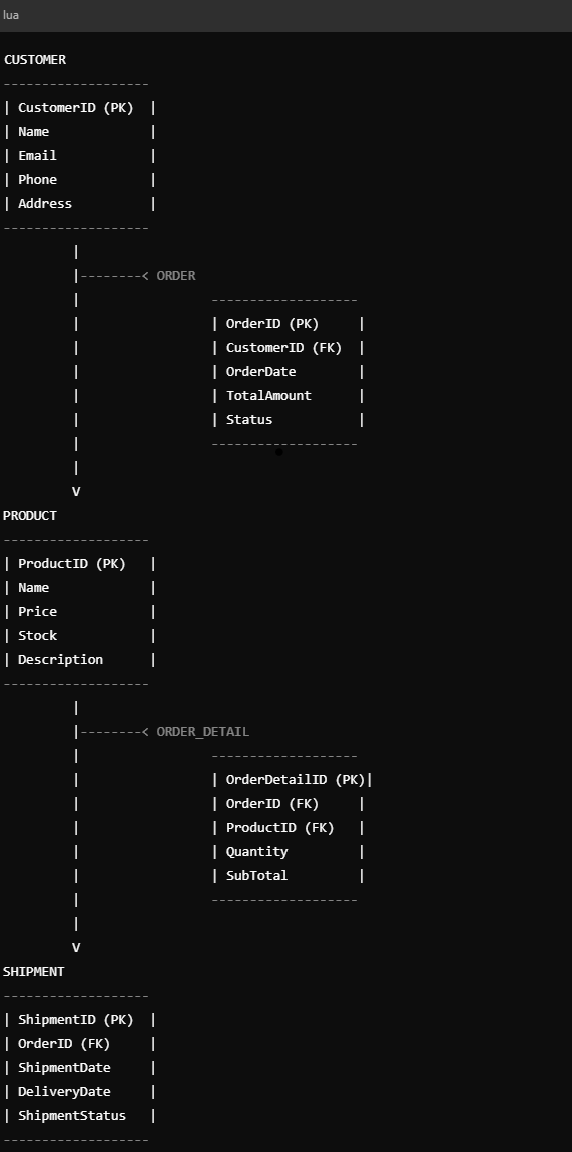 lua
CUSTOMER
-------------------
| CustomerID (PK)  |
| Name             |
| Email            |
| Phone            |
| Address          |
-------------------
         |
         |--------< ORDER
         |                 -------------------
         |                 | OrderID (PK)     |
         |                 | CustomerID (FK)  |
         |                 | OrderDate        |
         |                 | TotalAmount      |
         |                 | Status           |
         |                 -------------------
         |
         V
PRODUCT
-------------------
| ProductID (PK)   |
| Name             |
| Price            |
| Stock            |
| Description      |
-------------------
         |
         |--------< ORDER_DETAIL
         |                 -------------------
         |                 | OrderDetailID (PK)|
         |                 | OrderID (FK)     |
         |                 | ProductID (FK)   |
         |                 | Quantity         |
         |                 | SubTotal         |
         |                 -------------------
         |
         V
SHIPMENT
-------------------
| ShipmentID (PK)  |
| OrderID (FK)     |
| ShipmentDate     |
| DeliveryDate     |
| ShipmentStatus   |
-------------------